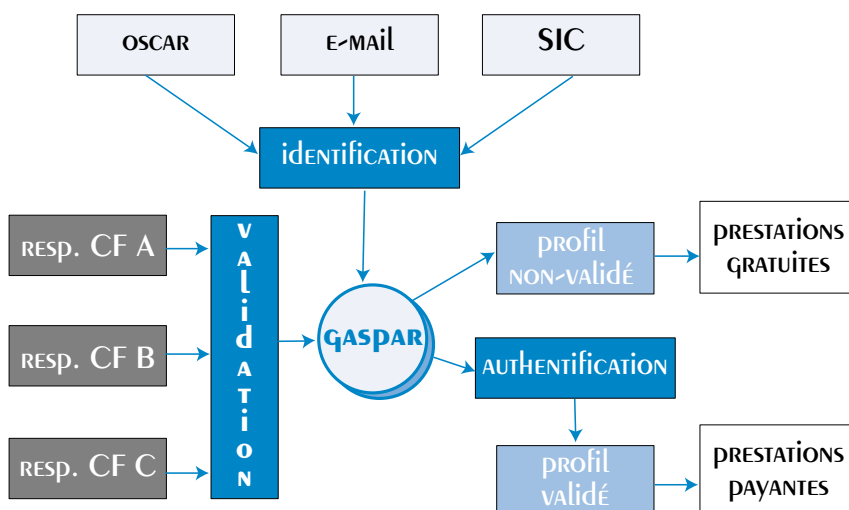 OSCAR
E-MAIL
SIC
IDENTIFICATION
RESP. CF A
RESP. CF B
RESP. CF C
VALIDATION
GASPAR
PROFIL
NON-VALIDÉ
PRESTATIONS
GRATUITES
AUTHENTIFICATION
PROFIL
VALIDÉ
PRESTATIONS
PAYANTES